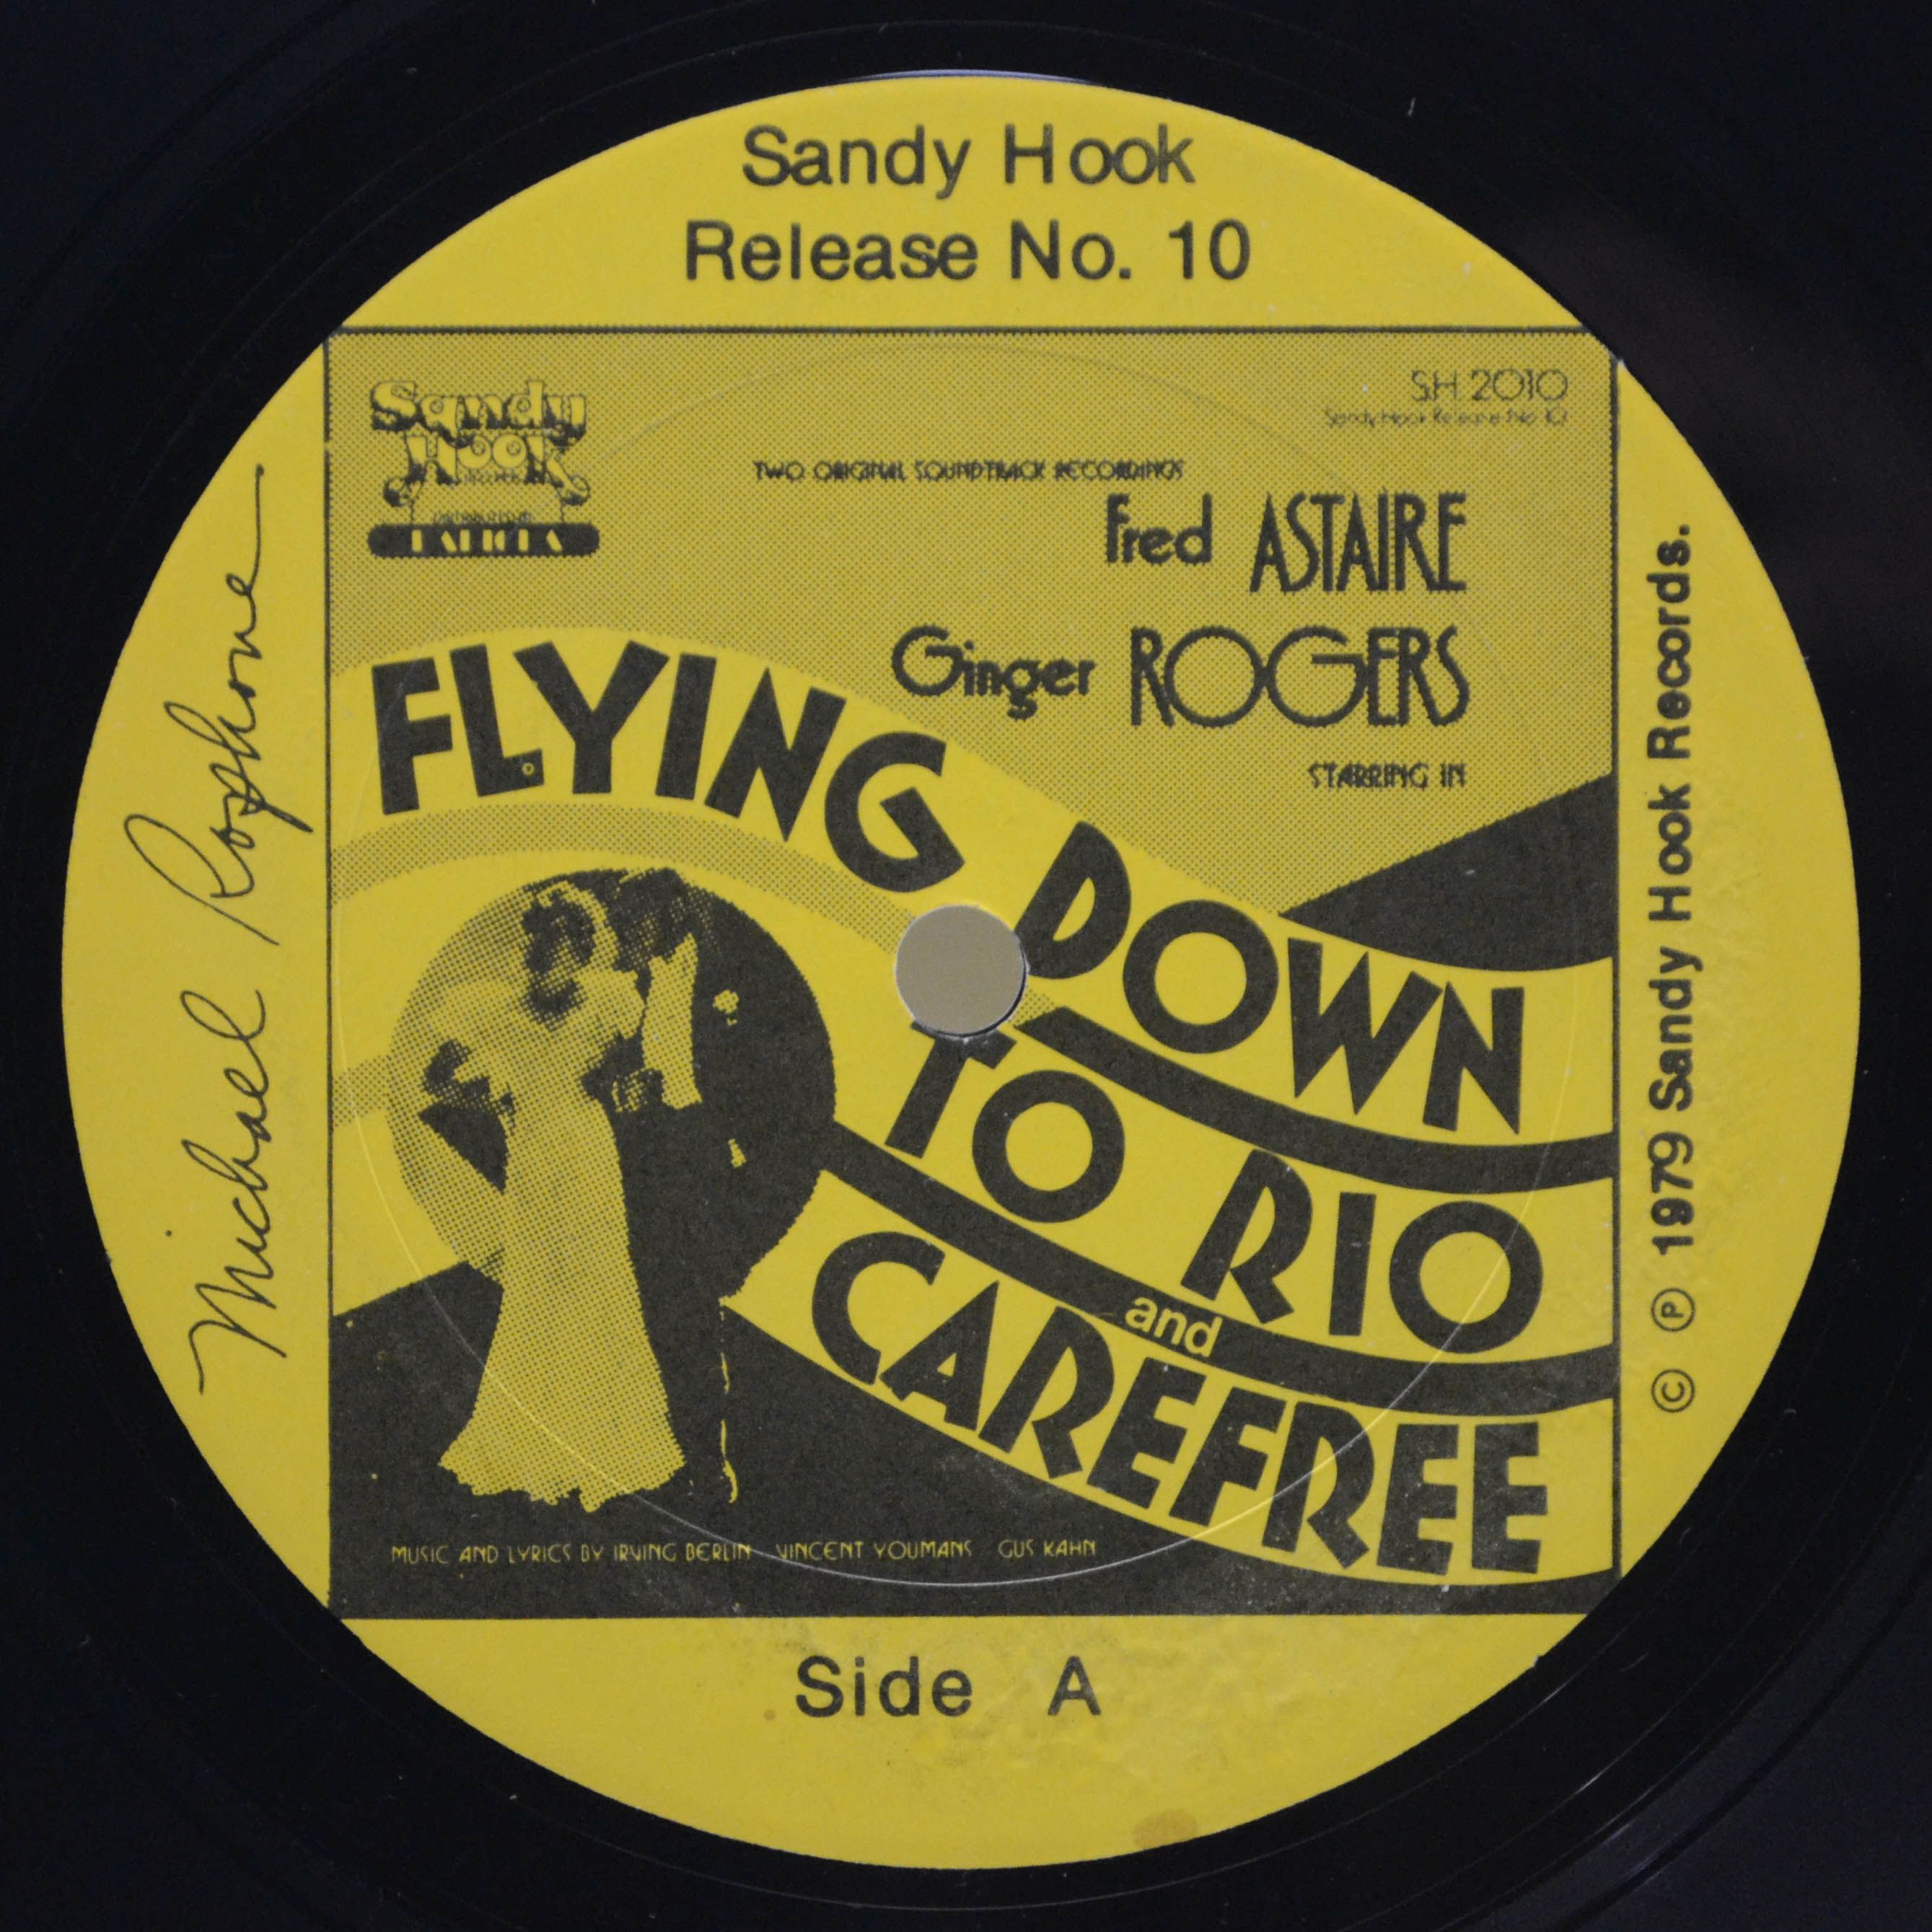 Sandy Hook
Release No. 10
Sandy
Hook
S.H 2010
Sandy Hook Release No 10
TWO ORIGINAL SOUNDTRACK RECORDINGS
Fred ASTAIRE
Ginger ROGERS
STARRING IN
FLYING DOWN
TO RIO
and
CAREFREE
MUSIC AND LYRICS BY IRVING BERLIN VINCENT YOUMANS GUS KAHN
Side A
Michael
© ℗ 1979 Sandy Hook Records.